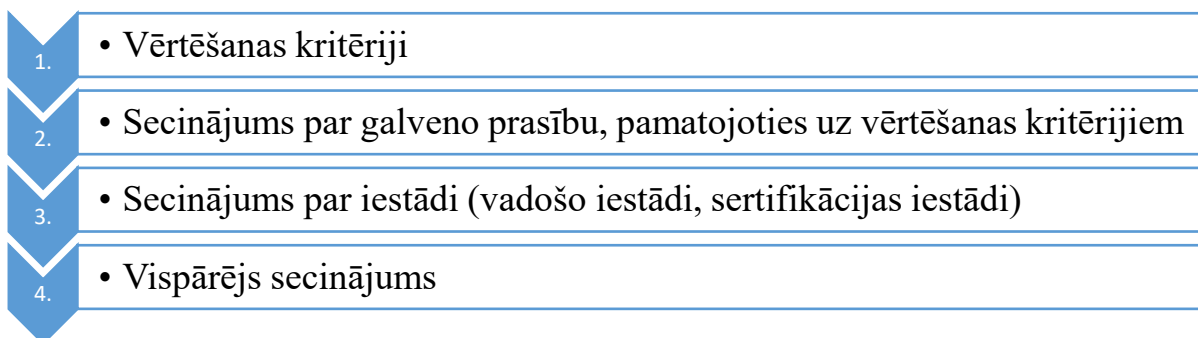 1. • Vērtēšanas kritēriji
2. • Secinājums par galveno prasību, pamatojoties uz vērtēšanas kritērijiem
3. • Secinājums par iestādi (vadošo iestādi, sertifikācijas iestādi)
4. • Vispārējs secinājums